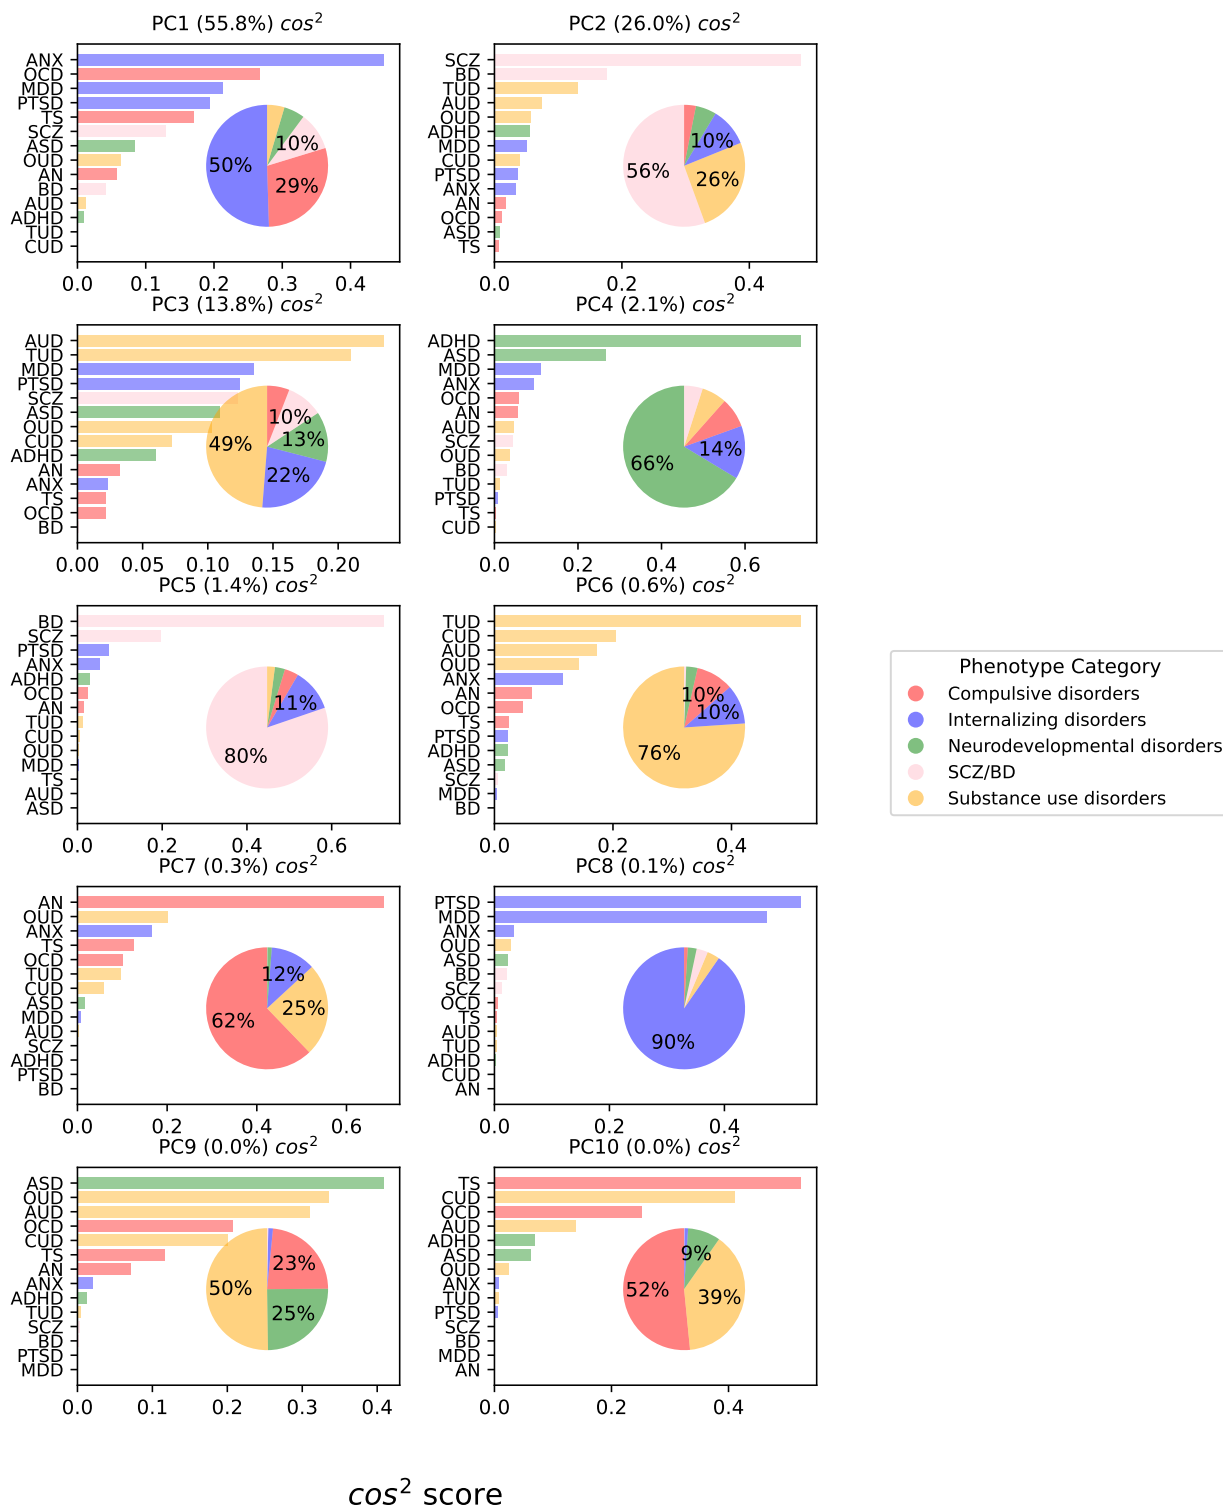 PC1 (55.8%) cos²
ANX
OCD
MDD
PTSD
TS
SCZ
ASD
OUD
AN
BD
AUD
ADHD
TUD
CUD
50%
10%
29%
0.0 0.1 0.2 0.3 0.4
PC2 (26.0%) cos²
SCZ
BD
TUD
AUD
OUD
ADHD
MDD
CUD
PTSD
ANX
AN
OCD
ASD
TS
10%
56%
26%
0.0 0.2 0.4
PC3 (13.8%) cos²
AUD
TUD
MDD
PTSD
SCZ
ASD
OUD
CUD
ADHD
AN
ANX
TS
OCD
BD
10%
13%
49%
22%
0.00 0.05 0.10 0.15 0.20
PC4 (2.1%) cos²
ADHD
ASD
MDD
ANX
OCD
AN
AUD
SCZ
OUD
BD
TUD
PTSD
TS
CUD
14%
66%
0.0 0.2 0.4 0.6
PC5 (1.4%) cos²
BD
SCZ
PTSD
ANX
ADHD
OCD
AN
TUD
CUD
OUD
MDD
TS
AUD
ASD
11%
80%
0.0 0.2 0.4 0.6
PC6 (0.6%) cos²
TUD
CUD
AUD
OUD
ANX
AN
OCD
TS
PTSD
ADHD
ASD
SCZ
MDD
BD
10%
10%
76%
0.0 0.2 0.4
Phenotype Category
Compulsive disorders
Internalizing disorders
Neurodevelopmental disorders
SCZ/BD
Substance use disorders
PC7 (0.3%) cos²
AN
OUD
ANX
TS
OCD
TUD
CUD
ASD
MDD
AUD
SCZ
ADHD
PTSD
BD
12%
25%
62%
0.0 0.2 0.4 0.6
PC8 (0.1%) cos²
PTSD
MDD
ANX
OUD
ASD
BD
SCZ
OCD
TS
AUD
TUD
ADHD
CUD
AN
90%
0.0 0.2 0.4
PC9 (0.0%) cos²
ASD
OUD
AUD
OCD
CUD
TS
AN
ANX
ADHD
TUD
SCZ
BD
PTSD
MDD
23%
50%
25%
0.0 0.1 0.2 0.3 0.4
PC10 (0.0%) cos²
TS
CUD
OCD
AUD
ADHD
ASD
OUD
ANX
TUD
PTSD
SCZ
BD
MDD
AN
9%
52%
39%
0.0 0.2 0.4
cos² score